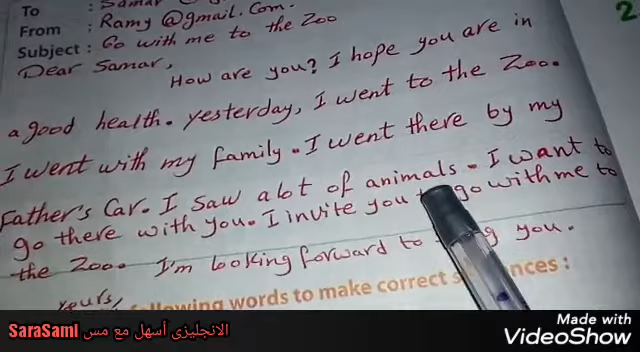 To : Samar @
From : Ramy @gmail.Com.
Subject : Go with me to the Zoo
2
Dear Samar,
How are you? I hope you are in
a good health. yesterday, I went to the Zoo.
I went with my family. I went there by my
Father's Car. I saw a lot of animals. I want to
go there with you. I invite you to go with me to
the Zoo. I'm looking forward to you.
yours,
following words to make correct sentences :
SaraSamI الانجليزى أسهل مع مس
Made with
VideoShow